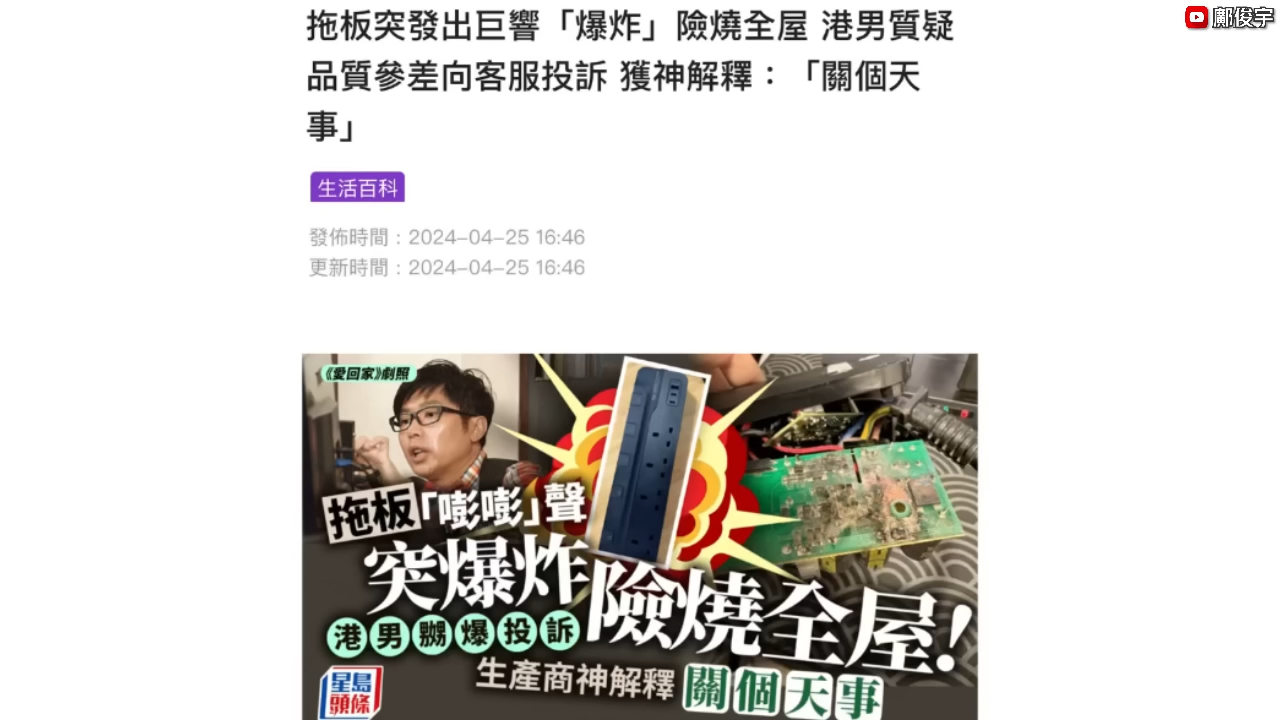 拖板突發出巨響「爆炸」險燒全屋 港男質疑
品質參差向客服投訴 獲神解釋：「關個天
事」
鄺俊宇
生活百科
發佈時間：2024-04-25 16:46
更新時間：2024-04-25 16:46
《愛回家》劇照
拖板「嘭嘭」聲
突爆炸險燒全屋!
港男嬲爆投訴
生產商神解釋 關個天事
星島
頭條